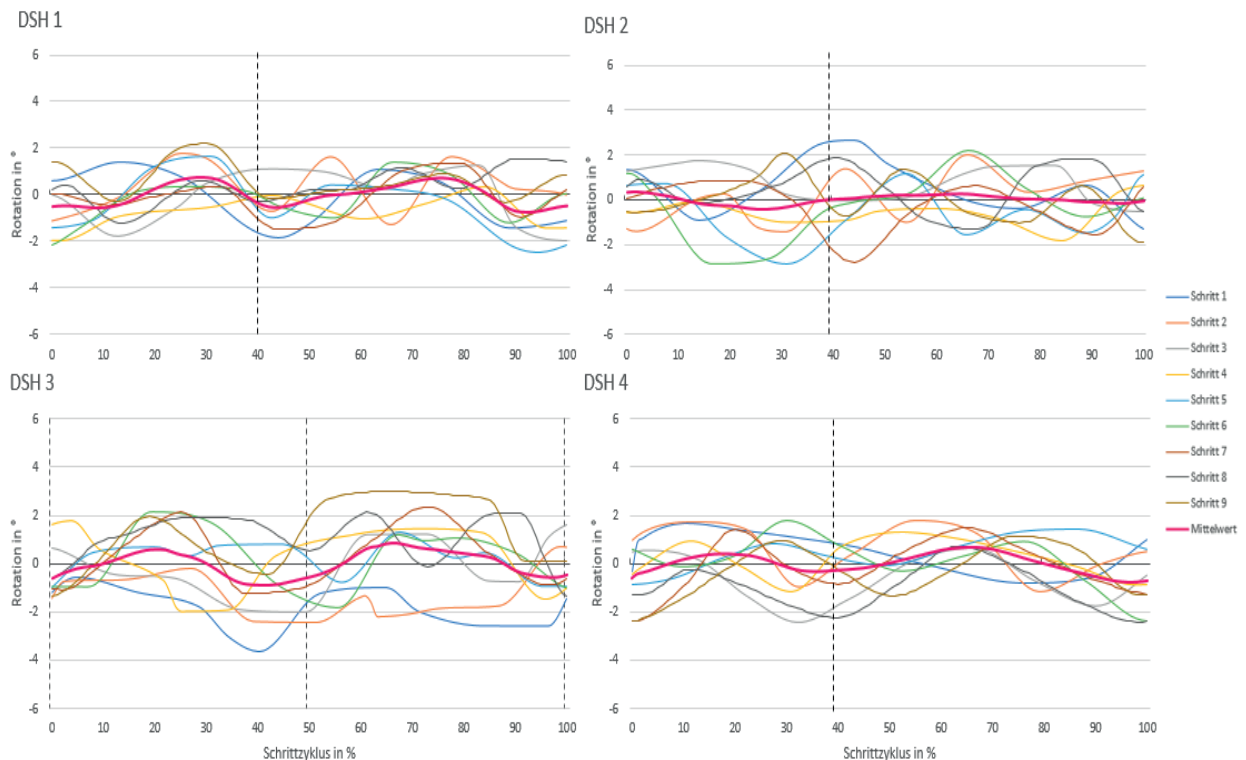 DSH 1
6
4
2
0
-2
-4
-6
Rotation in °
0 10 20 30 40 50 60 70 80 90 100
DSH 2
6
4
2
0
-2
-4
-6
Rotation in °
0 10 20 30 40 50 60 70 80 90 100
DSH 3
6
4
2
0
-2
-4
-6
Rotation in °
0 10 20 30 40 50 60 70 80 90 100
Schrittzyklus in %
DSH 4
6
4
2
0
-2
-4
-6
Rotation in °
0 10 20 30 40 50 60 70 80 90 100
Schrittzyklus in %
Schritt 1
Schritt 2
Schritt 3
Schritt 4
Schritt 5
Schritt 6
Schritt 7
Schritt 8
Schritt 9
Mittelwert